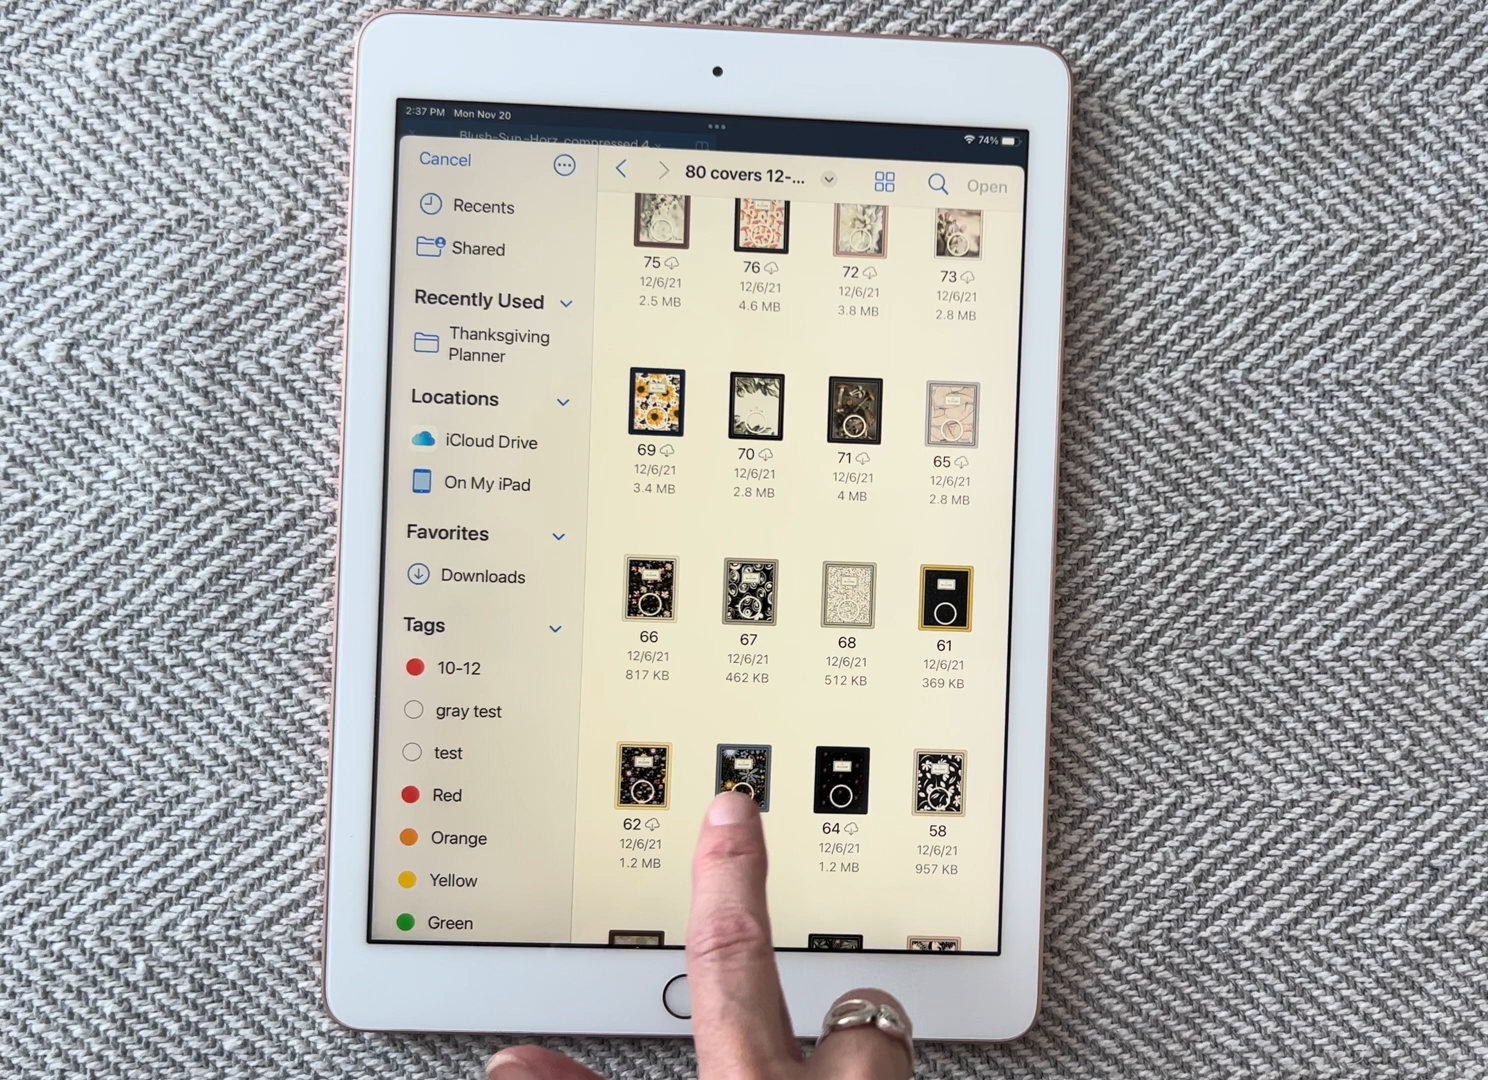 2:37 PM Mon Nov 20
74%
Blush-Sun-Horz_compressed 4
Cancel
80 covers 12-...
Open
Recents
Shared
Recently Used
Thanksgiving
Planner
Locations
iCloud Drive
On My iPad
Favorites
Downloads
Tags
10-12
gray test
test
Red
Orange
Yellow
Green
75 76 72 73
12/6/21 12/6/21 12/6/21 12/6/21
2.5 MB 4.6 MB 3.8 MB 2.8 MB
69 70 71 65
12/6/21 12/6/21 12/6/21 12/6/21
3.4 MB 2.8 MB 4 MB 2.8 MB
66 67 68 61
12/6/21 12/6/21 12/6/21 12/6/21
817 KB 462 KB 512 KB 369 KB
62 64 58
12/6/21 12/6/21 12/6/21
1.2 MB 1.2 MB 957 KB